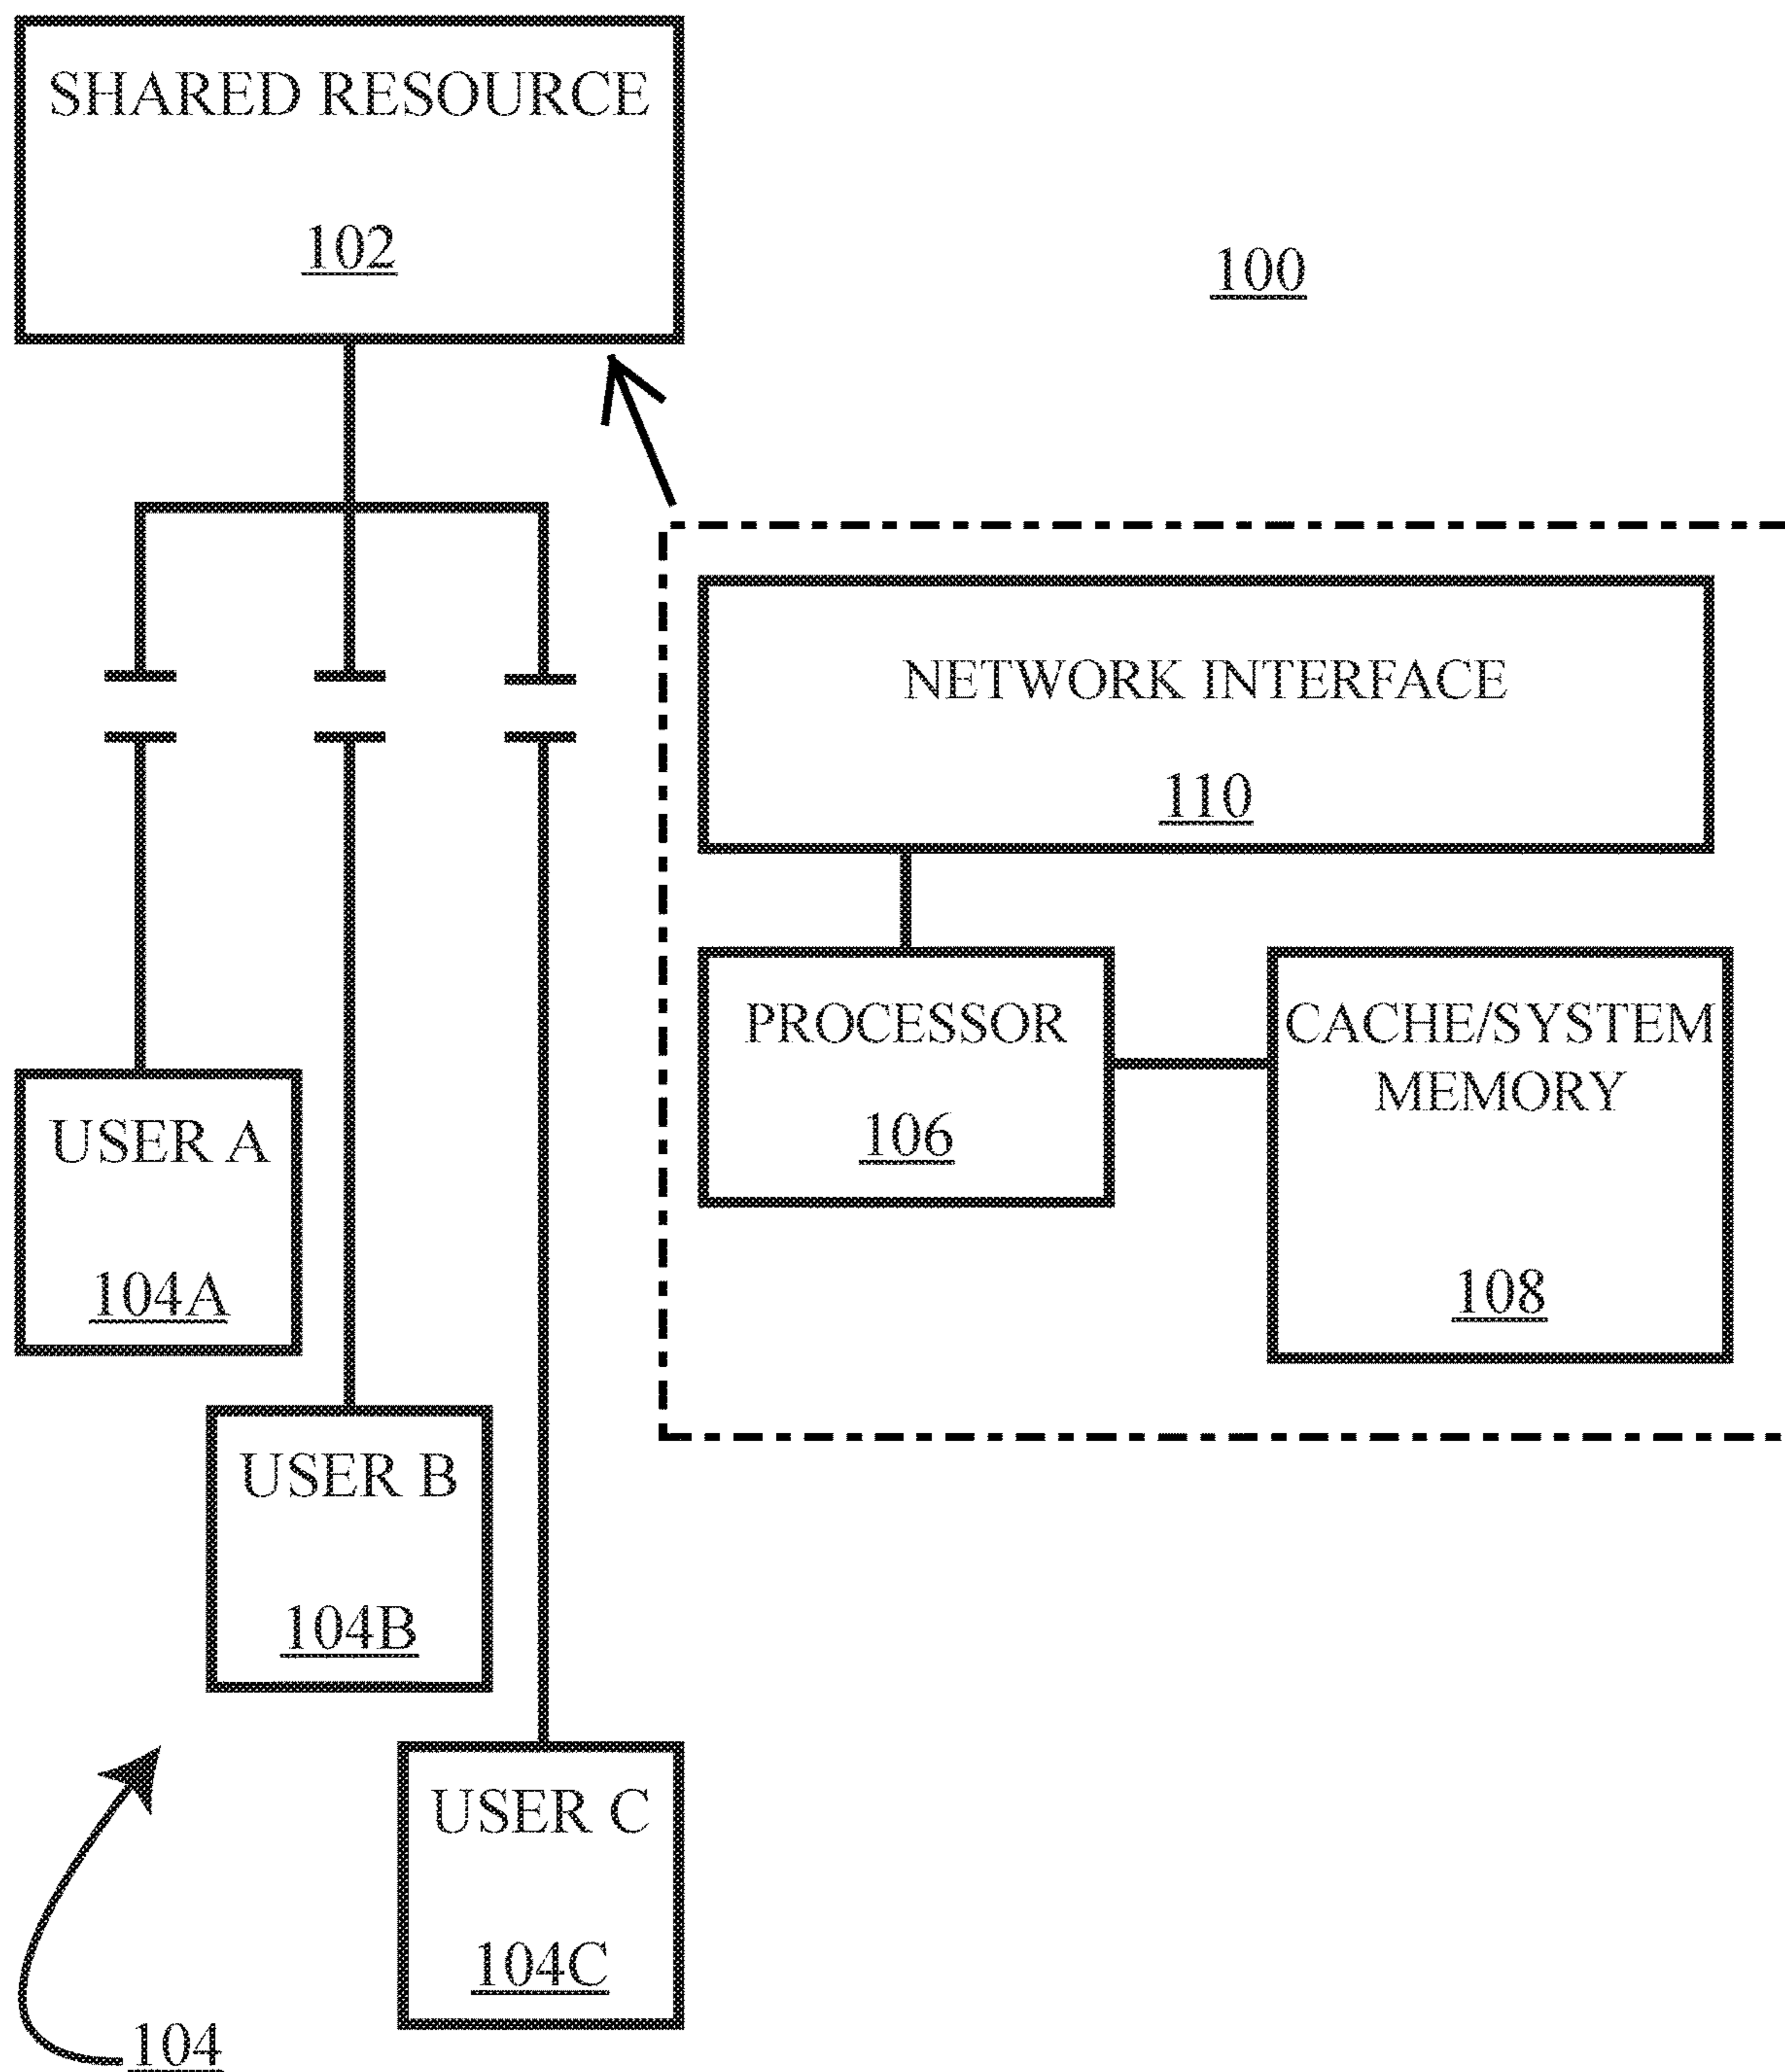 SHARED RESOURCE
102
100
NETWORK INTERFACE
110
PROCESSOR
106
CACHE/SYSTEM
MEMORY
108
USER A
104A
USER B
104B
USER C
104C
104